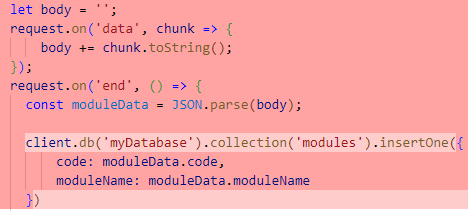 let body = '';
request.on('data', chunk => {
    body += chunk.toString();
});
request.on('end', () => {
  const moduleData = JSON.parse(body);

  client.db('myDatabase').collection('modules').insertOne({
      code: moduleData.code,
      moduleName: moduleData.moduleName
  })